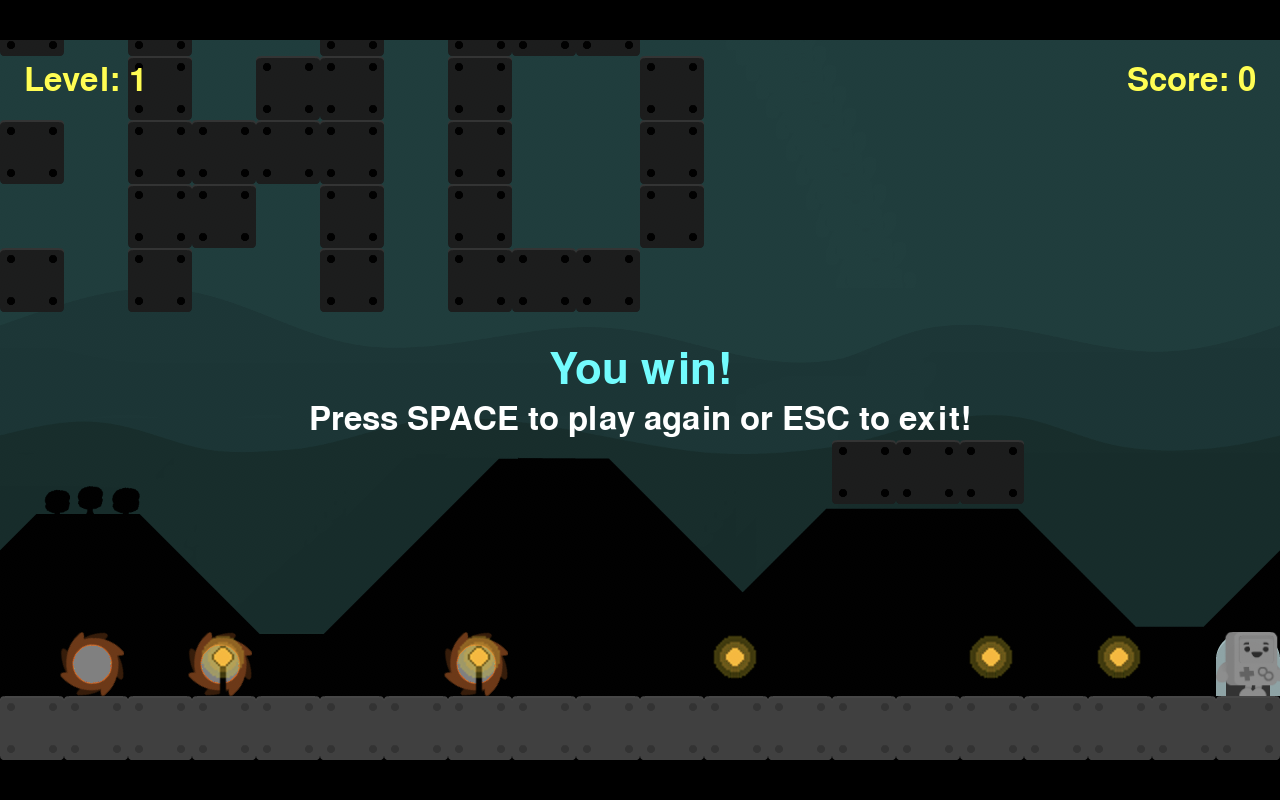 Level: 1
Score: 0
You win!
Press SPACE to play again or ESC to exit!